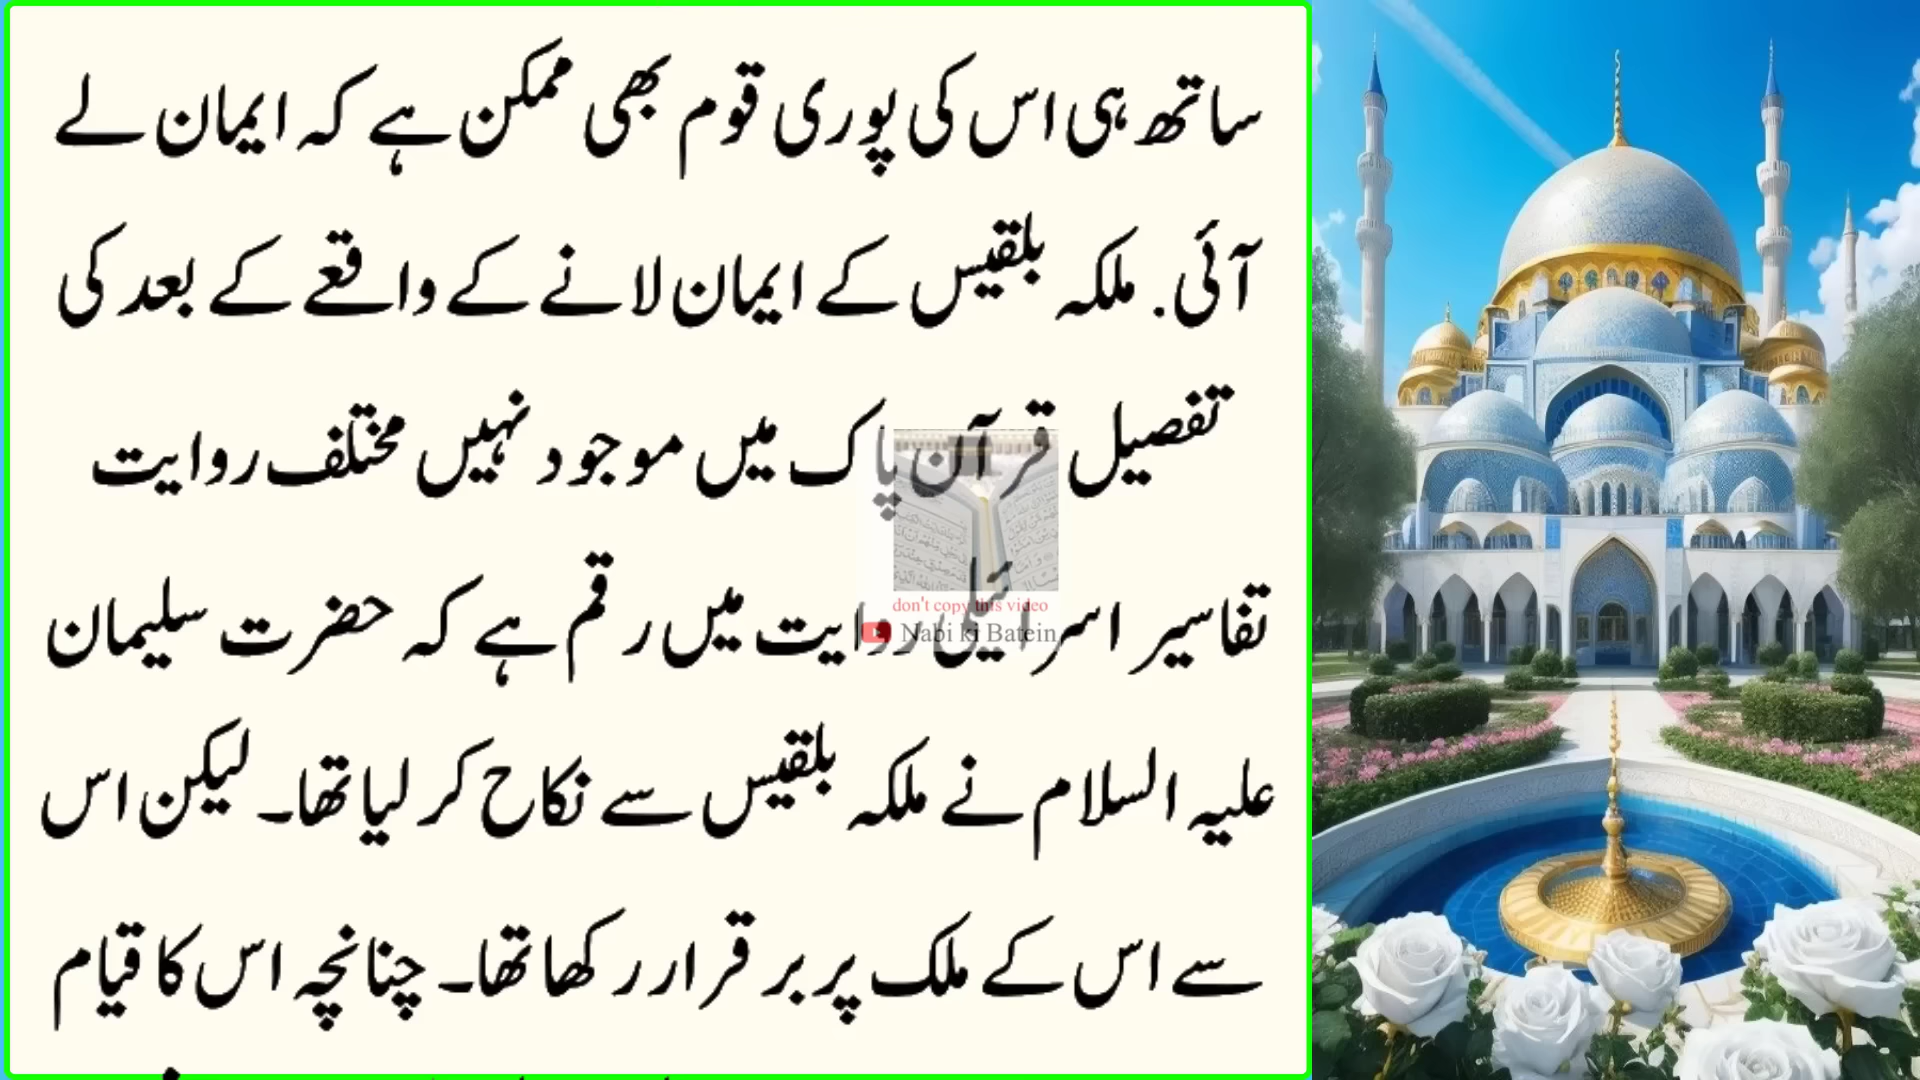 ساتھ ہی اس کی پوری قوم بھی ممکن ہے کہ ایمان لے
آئی. ملکہ بلقیس کے ایمان لانے کے واقعے کے بعد کی
تفصیل قرآن پاک میں موجود نہیں مختلف روایت
تفاسیر اسرائیلی روایت میں رقم ہے کہ حضرت سلیمان
علیہ السلام نے ملکہ بلقیس سے نکاح کر لیا تھا۔ لیکن اس
سے اس کے ملک پر بر قرار رکھا تھا۔ چنانچہ اس کا قیام
don't copy this video
Nabi ki Batein